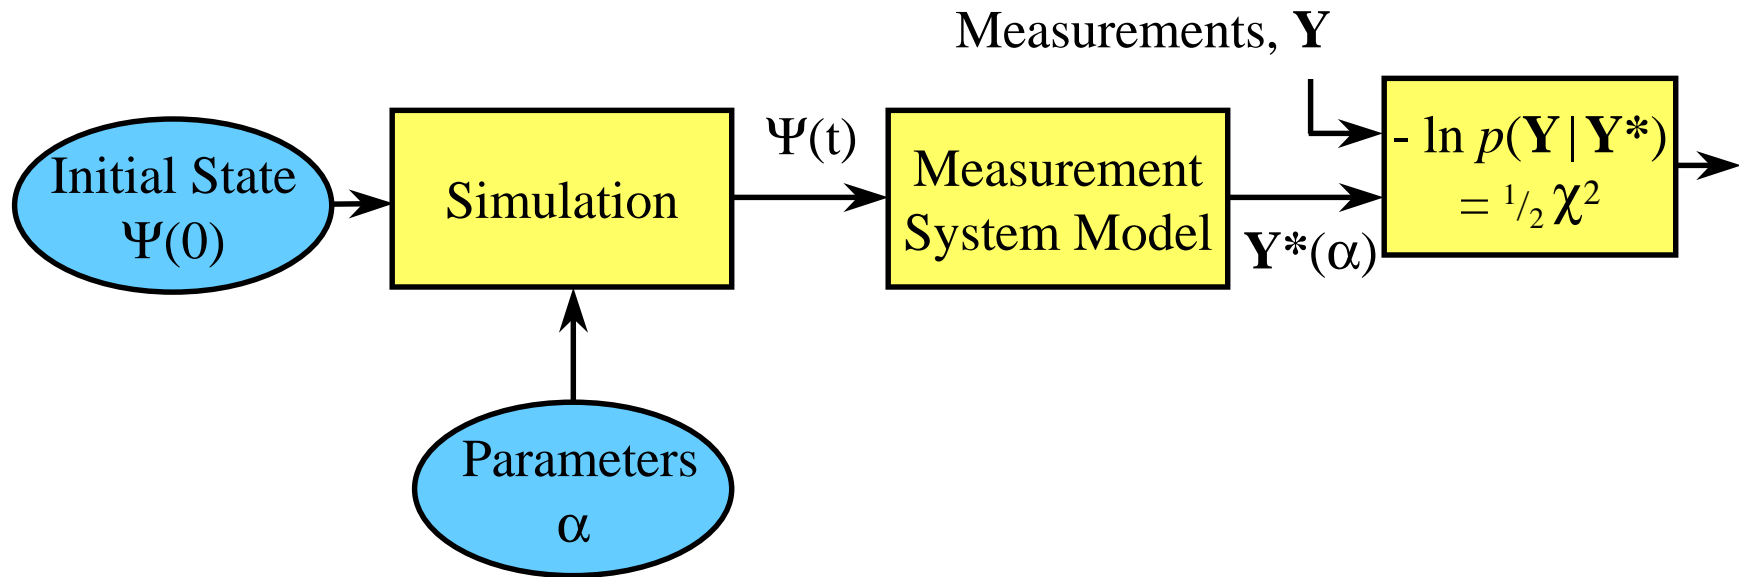 Measurements, Y
Initial State
Ψ(0)
Simulation
Ψ(t)
Measurement
System Model
Y*(α)
- ln p(Y | Y*)
= 1/2 χ²
Parameters
α